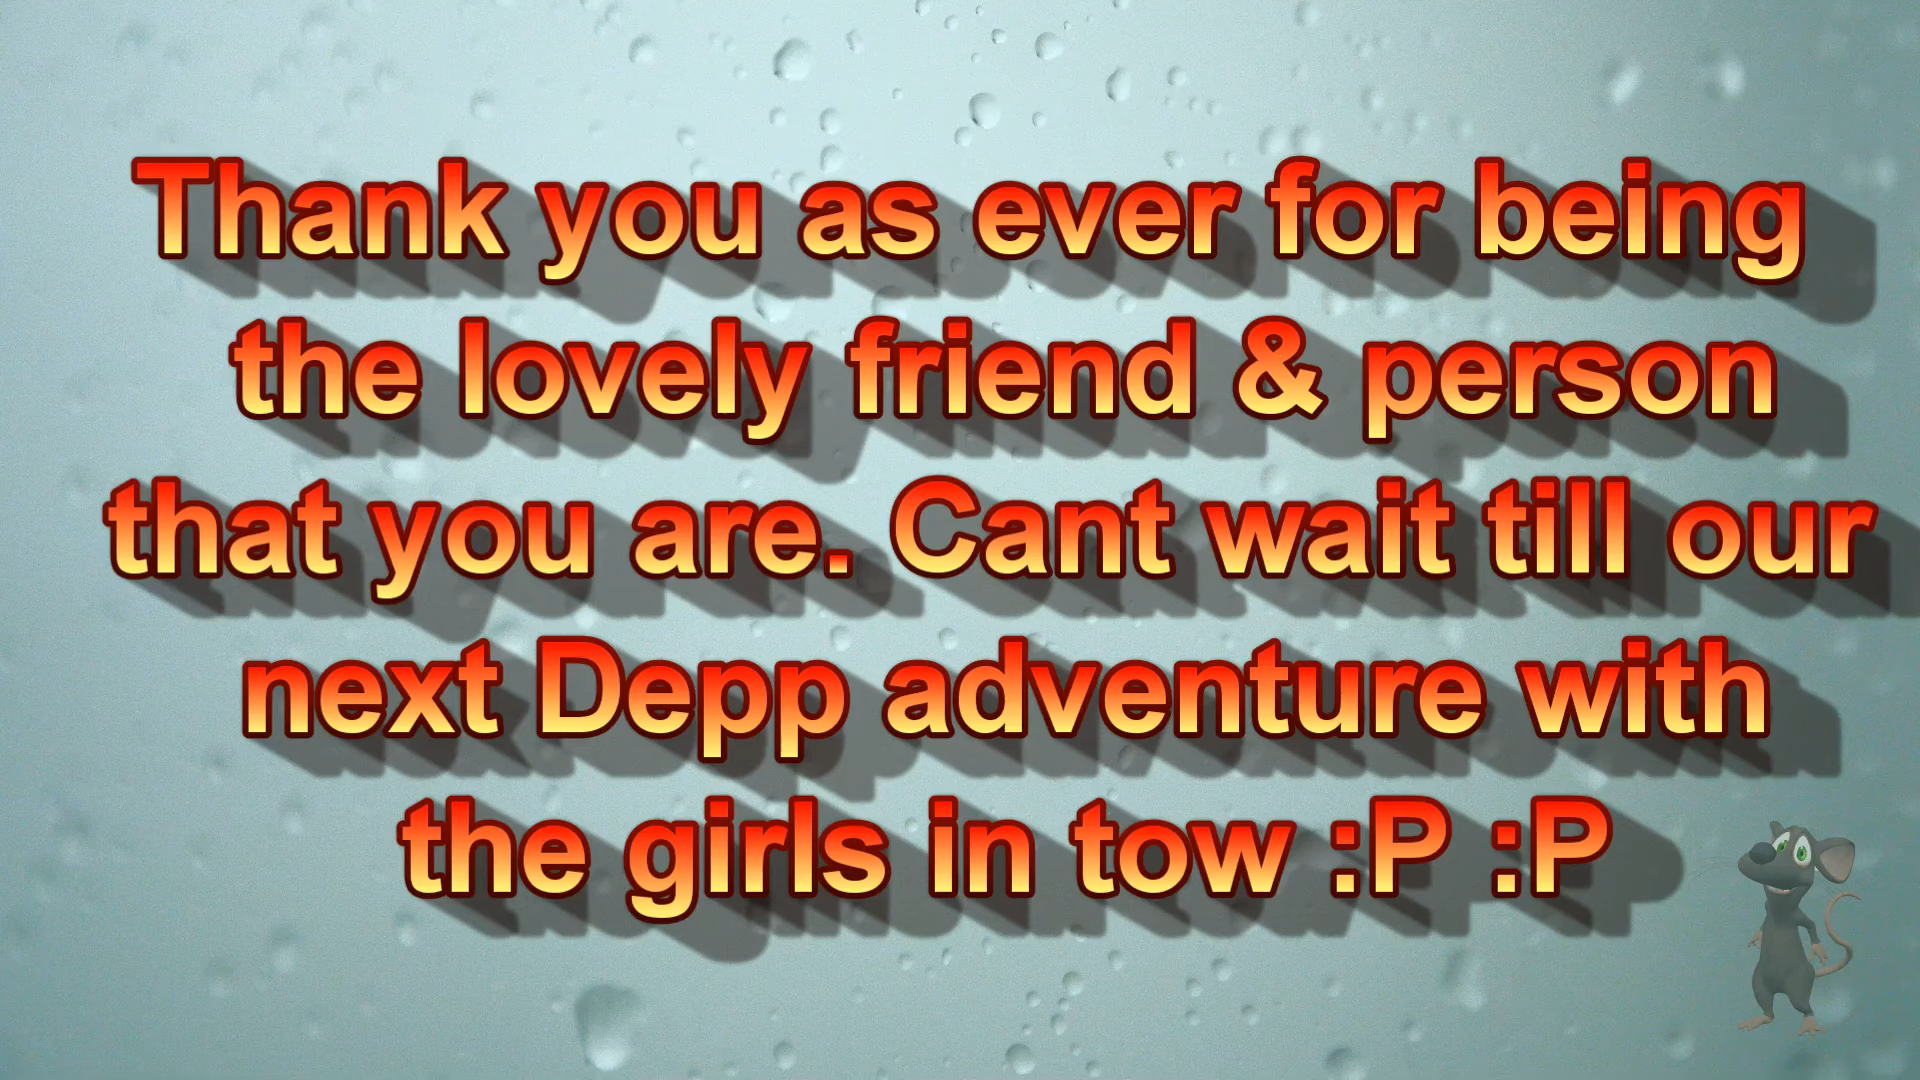 Thank you as ever for being
the lovely friend & person
that you are. Cant wait till our
next Depp adventure with
the girls in tow :P :P